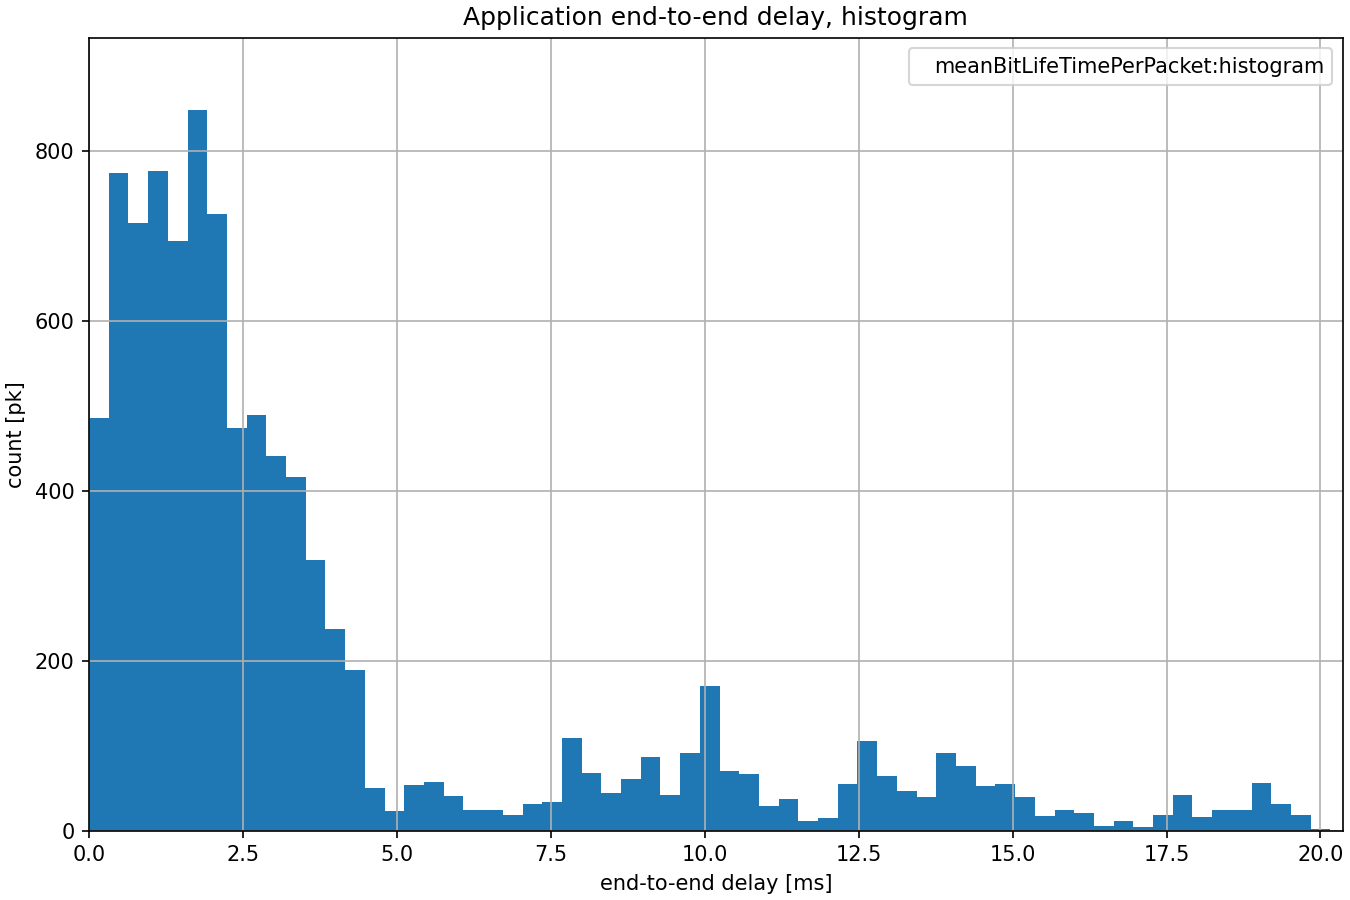 Application end-to-end delay, histogram
meanBitLifeTimePerPacket:histogram
count [pk]
800
600
400
200
0
0.0 2.5 5.0 7.5 10.0 12.5 15.0 17.5 20.0
end-to-end delay [ms]